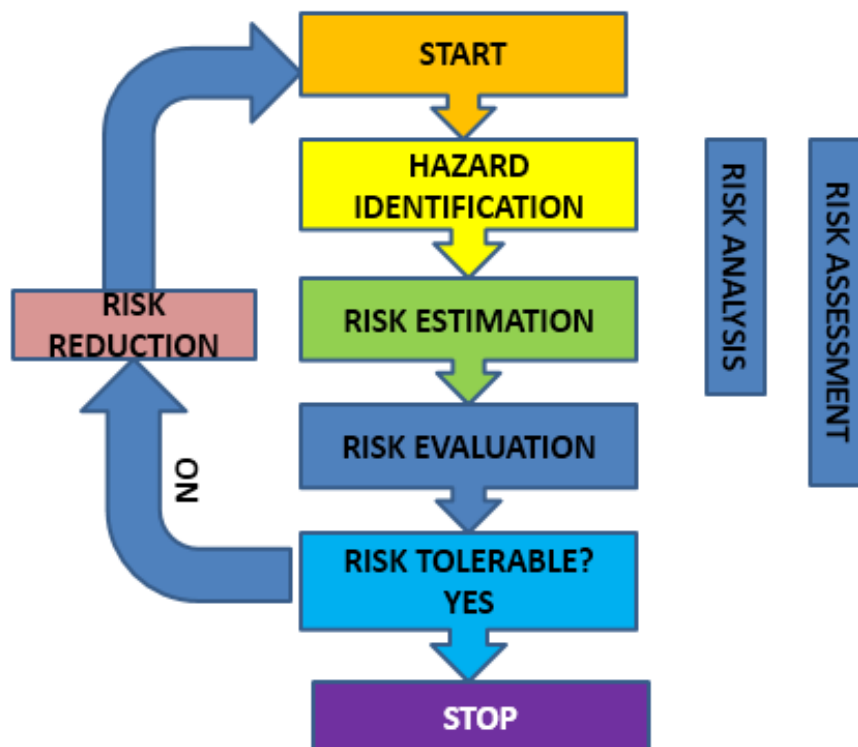 START
HAZARD
IDENTIFICATION
RISK ANALYSIS
RISK ASSESSMENT
RISK
REDUCTION
RISK ESTIMATION
RISK EVALUATION
NO
RISK TOLERABLE?
YES
STOP